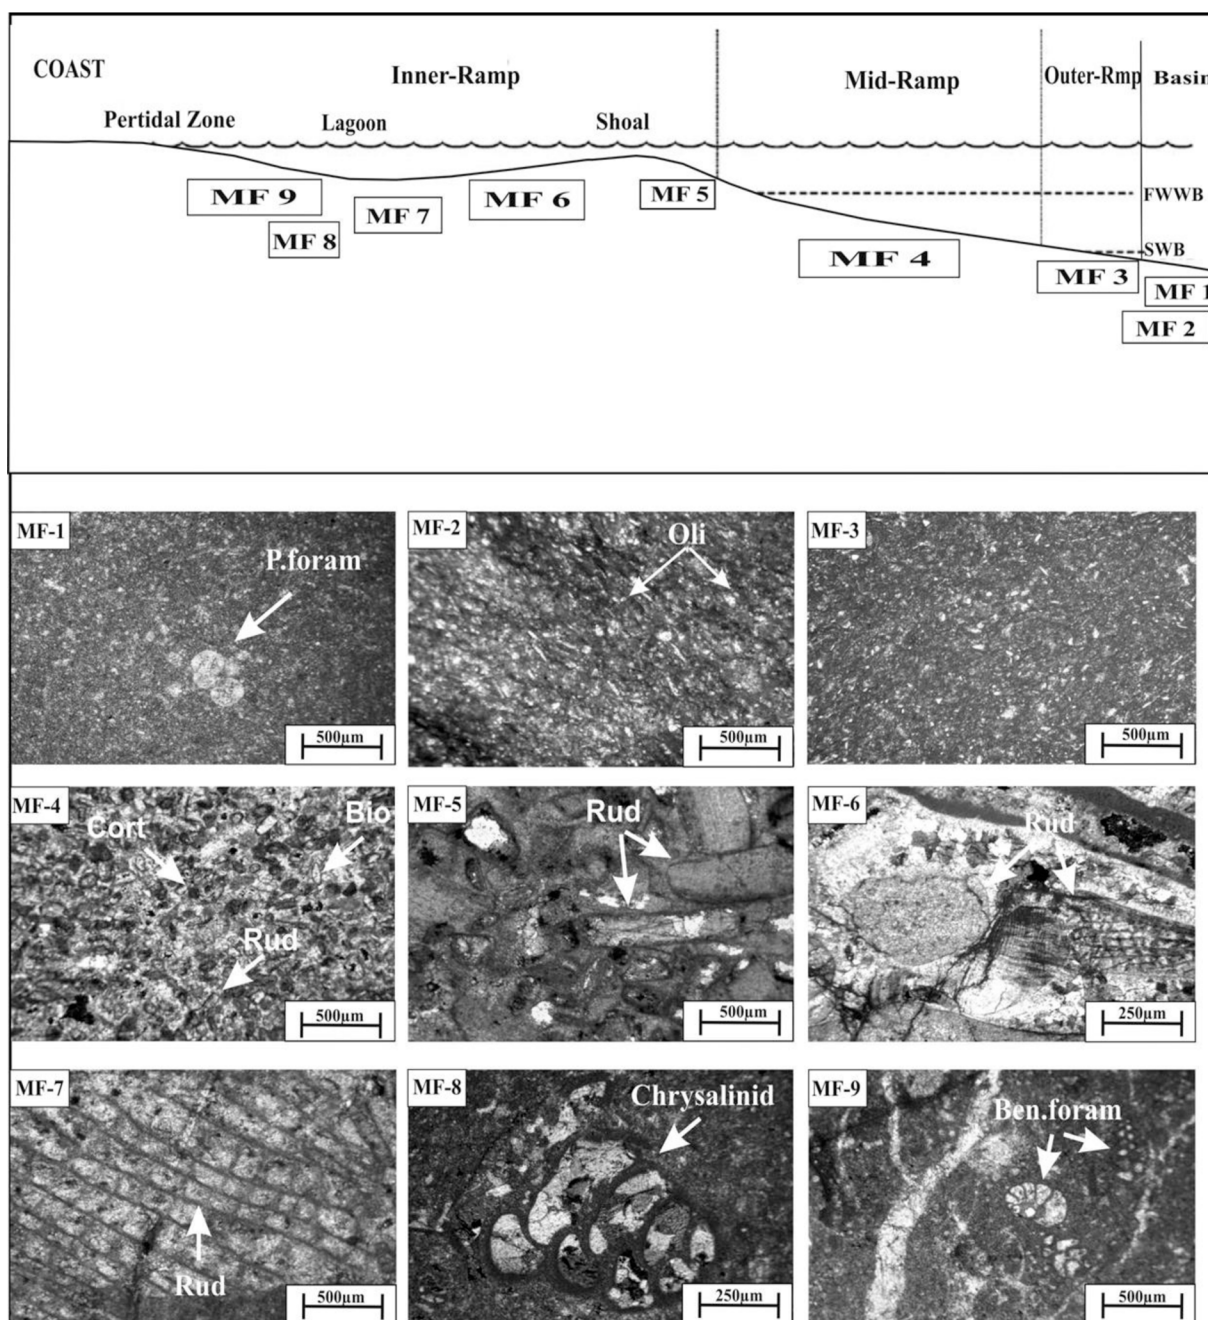 COAST
Inner-Ramp
Mid-Ramp
Outer-Rmp
Basin
Pertidal Zone
Lagoon
Shoal
MF 9
MF 8
MF 7
MF 6
MF 5
FWWB
SWB
MF 4
MF 3
MF 1
MF 2
MF-1
P.foram
500µm
MF-2
Oli
500µm
MF-3
500µm
MF-4
Cort
Bio
Rud
500µm
MF-5
Rud
500µm
MF-6
Rud
250µm
MF-7
Rud
500µm
MF-8
Chrysalinid
250µm
MF-9
Ben.foram
500µm